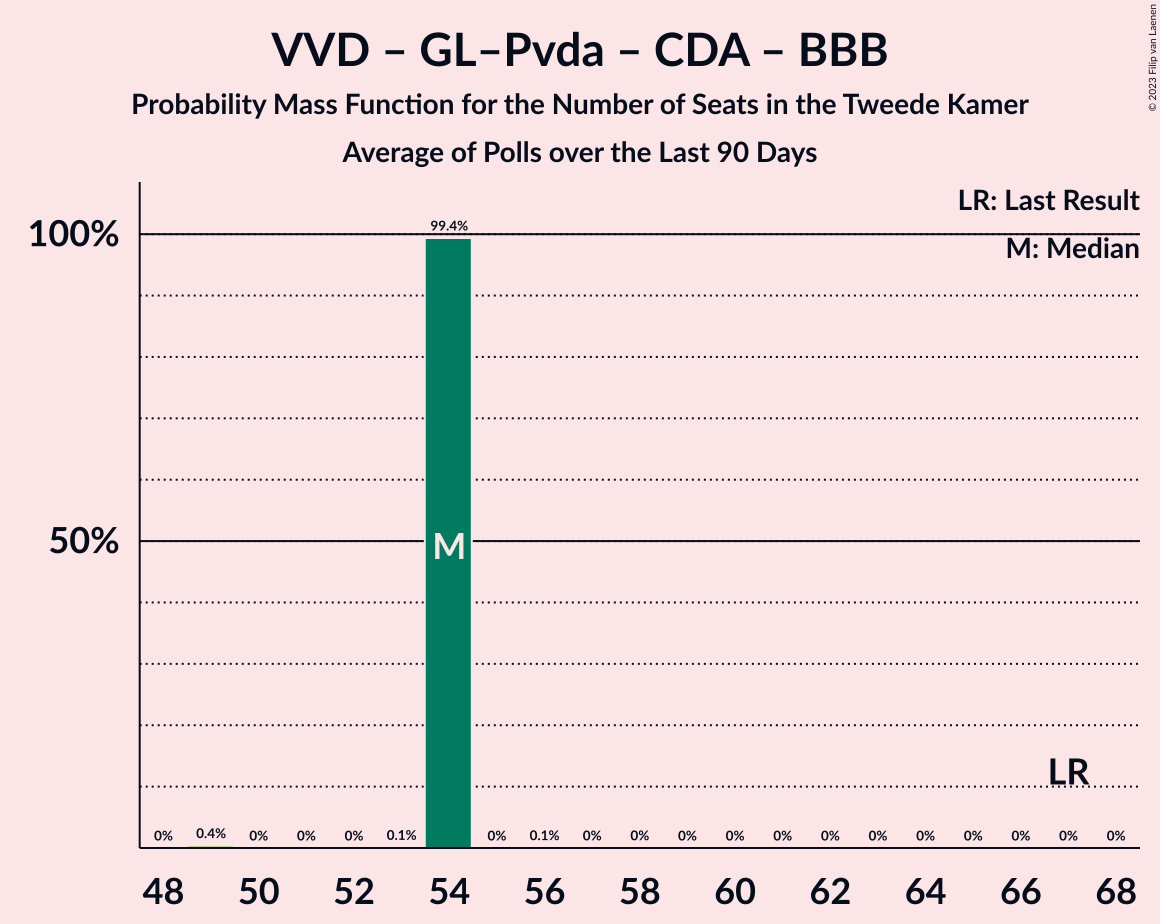 VVD – GL–Pvda – CDA – BBB
Probability Mass Function for the Number of Seats in the Tweede Kamer
Average of Polls over the Last 90 Days
© 2023 Filip van Laenen
LR: Last Result
M: Median
100%
50%
99.4%
M
LR
0% 0.4% 0% 0% 0% 0.1% 0% 0.1% 0% 0% 0% 0% 0% 0% 0% 0% 0% 0% 0% 0%
48 50 52 54 56 58 60 62 64 66 68